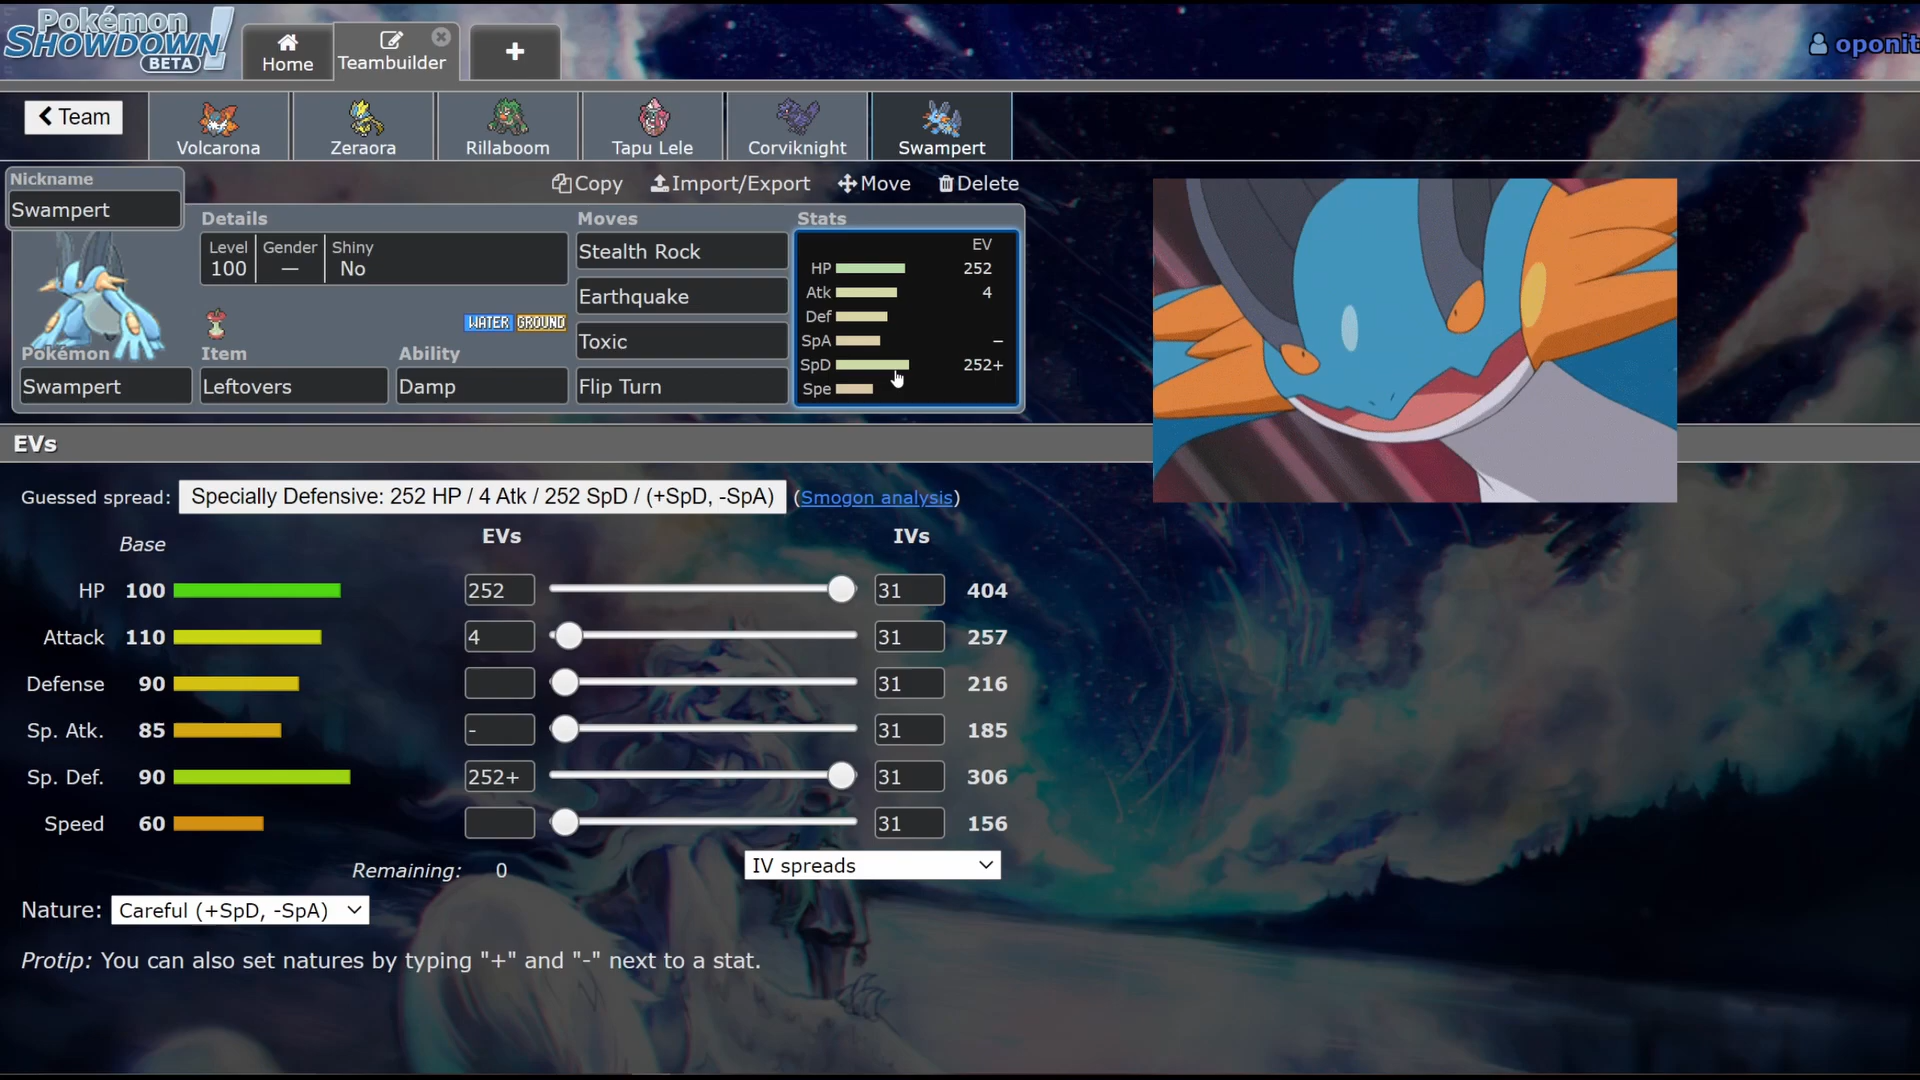 Pokémon
SHOWDOWN!
BETA
Home
Teambuilder
+
oponit
Team
Volcarona
Zeraora
Rillaboom
Tapu Lele
Corviknight
Swampert
Copy
Import/Export
Move
Delete
Nickname
Swampert
Details
Level Gender Shiny
100 — No
WATER GROUND
Pokémon
Swampert
Item
Leftovers
Ability
Damp
Moves
Stealth Rock
Earthquake
Toxic
Flip Turn
Stats
EV
HP 252
Atk 4
Def
SpA –
SpD 252+
Spe
EVs
Guessed spread: Specially Defensive: 252 HP / 4 Atk / 252 SpD / (+SpD, -SpA) (Smogon analysis)
Base EVs IVs
HP 100 252 31 404
Attack 110 4 31 257
Defense 90 31 216
Sp. Atk. 85 - 31 185
Sp. Def. 90 252+ 31 306
Speed 60 31 156
Remaining: 0
IV spreads
Nature: Careful (+SpD, -SpA)
Protip: You can also set natures by typing "+" and "-" next to a stat.